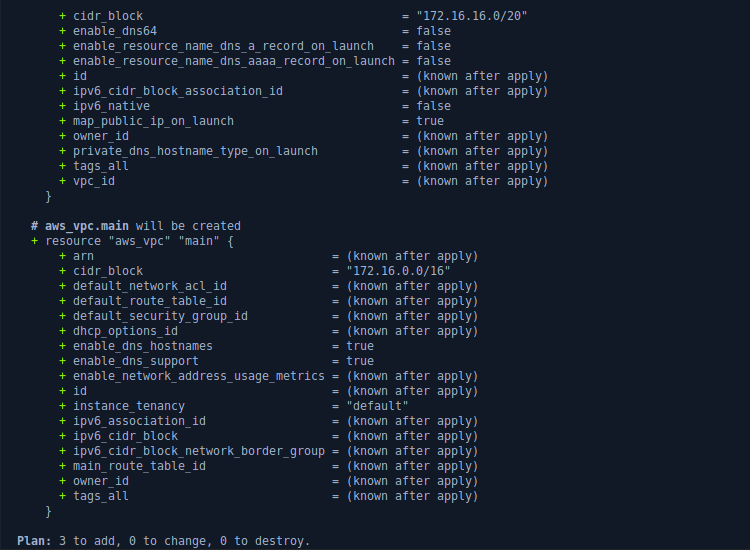 + cidr_block = "172.16.16.0/20"
+ enable_dns64 = false
+ enable_resource_name_dns_a_record_on_launch = false
+ enable_resource_name_dns_aaaa_record_on_launch = false
+ id = (known after apply)
+ ipv6_cidr_block_association_id = (known after apply)
+ ipv6_native = false
+ map_public_ip_on_launch = true
+ owner_id = (known after apply)
+ private_dns_hostname_type_on_launch = (known after apply)
+ tags_all = (known after apply)
+ vpc_id = (known after apply)
}
# aws_vpc.main will be created
+ resource "aws_vpc" "main" {
+ arn = (known after apply)
+ cidr_block = "172.16.0.0/16"
+ default_network_acl_id = (known after apply)
+ default_route_table_id = (known after apply)
+ default_security_group_id = (known after apply)
+ dhcp_options_id = (known after apply)
+ enable_dns_hostnames = true
+ enable_dns_support = true
+ enable_network_address_usage_metrics = (known after apply)
+ id = (known after apply)
+ instance_tenancy = "default"
+ ipv6_association_id = (known after apply)
+ ipv6_cidr_block = (known after apply)
+ ipv6_cidr_block_network_border_group = (known after apply)
+ main_route_table_id = (known after apply)
+ owner_id = (known after apply)
+ tags_all = (known after apply)
}
Plan: 3 to add, 0 to change, 0 to destroy.